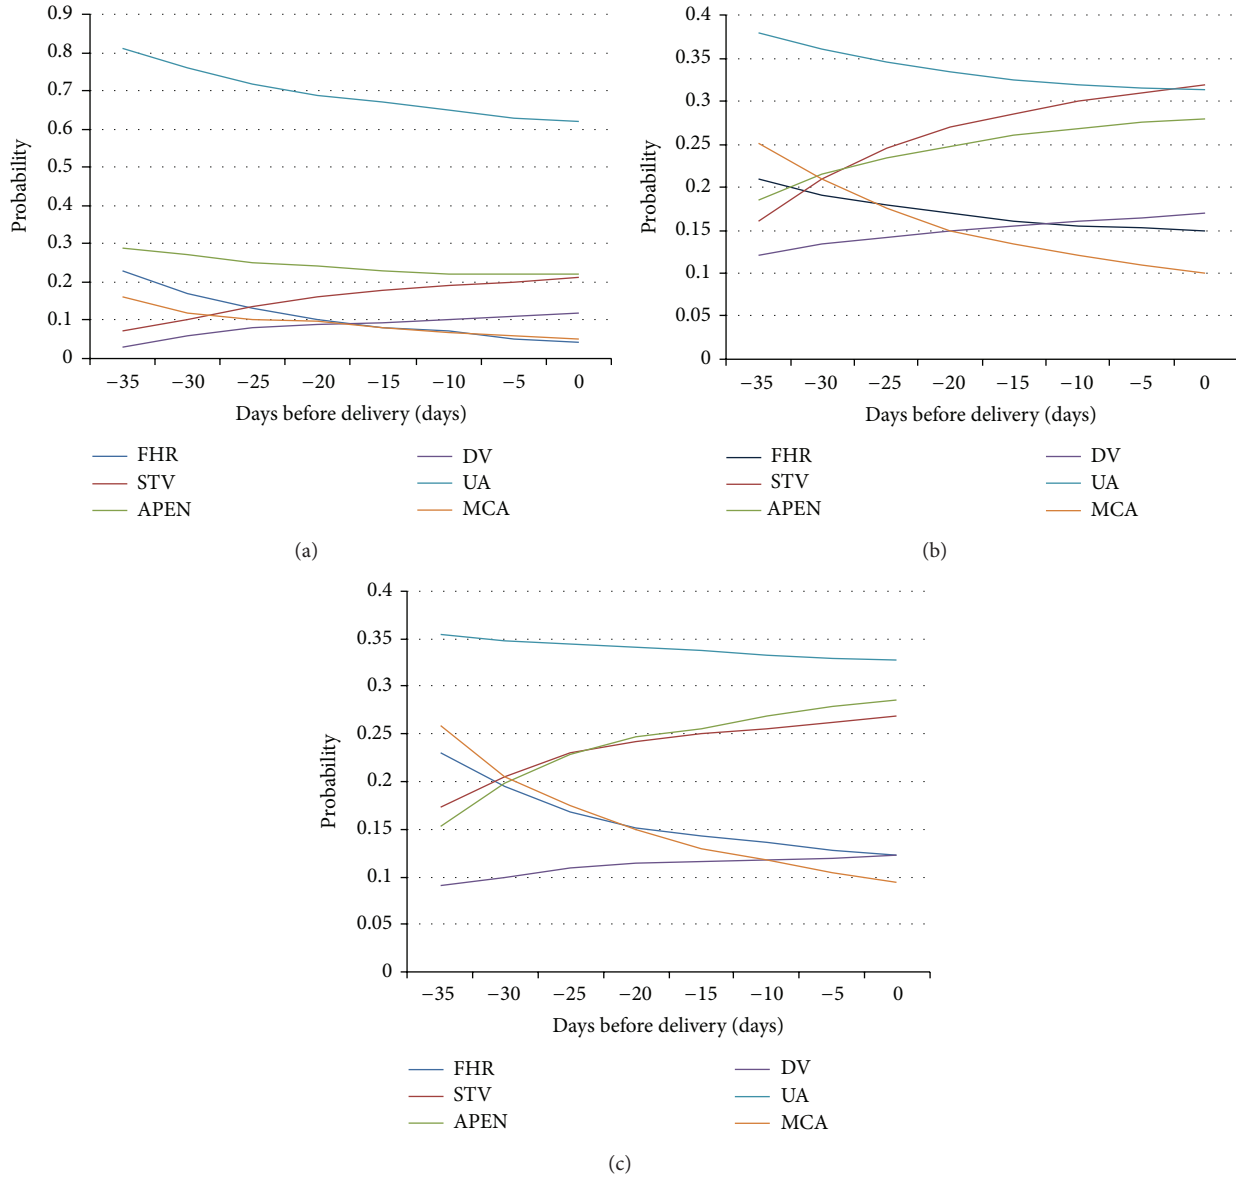 0.9
0.8
0.7
0.6
0.5
0.4
0.3
0.2
0.1
0
Probability
−35 −30 −25 −20 −15 −10 −5 0
Days before delivery (days)
FHR DV
STV UA
APEN MCA
(a)
0.4
0.35
0.3
0.25
0.2
0.15
0.1
0.05
0
Probability
−35 −30 −25 −20 −15 −10 −5 0
Days before delivery (days)
FHR DV
STV UA
APEN MCA
(b)
0.4
0.35
0.3
0.25
0.2
0.15
0.1
0.05
0
Probability
−35 −30 −25 −20 −15 −10 −5 0
Days before delivery (days)
FHR DV
STV UA
APEN MCA
(c)